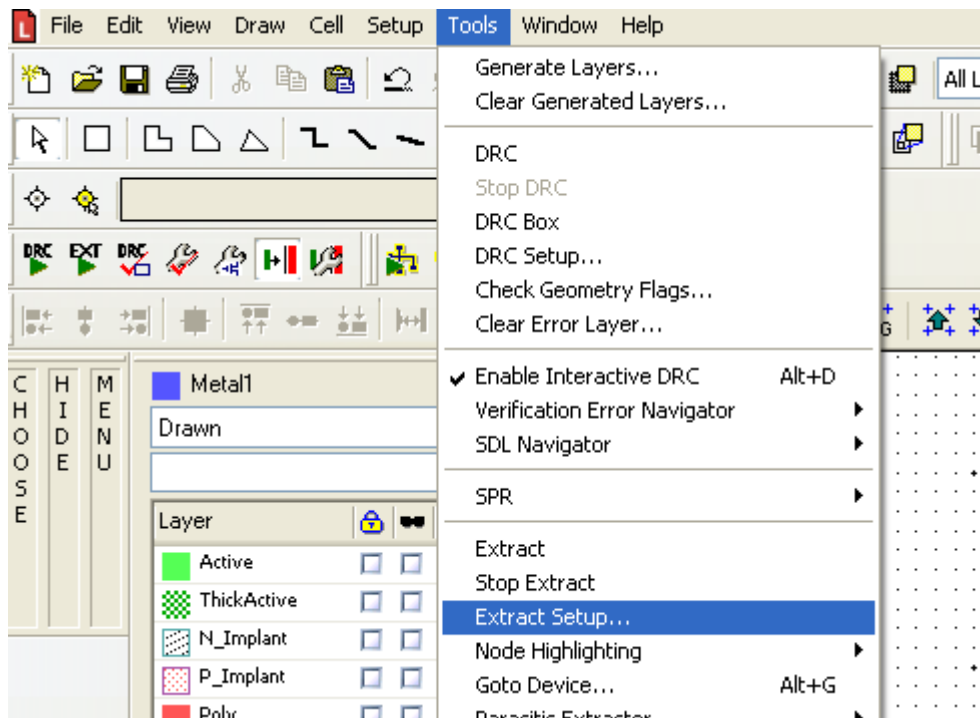 File Edit View Draw Cell Setup Tools Window Help
Generate Layers...
Clear Generated Layers...
All L
DRC
Stop DRC
DRC Box
DRC Setup...
Check Geometry Flags...
Clear Error Layer...
DRC EXT DRC
G
Enable Interactive DRC Alt+D
Verification Error Navigator
SDL Navigator
SPR
Extract
Stop Extract
Extract Setup...
Node Highlighting
Goto Device... Alt+G
Parasitic Extractor
CHOOSE
HIDE
MENU
Metal1
Drawn
Layer
Active
ThickActive
N_Implant
P_Implant
Poly